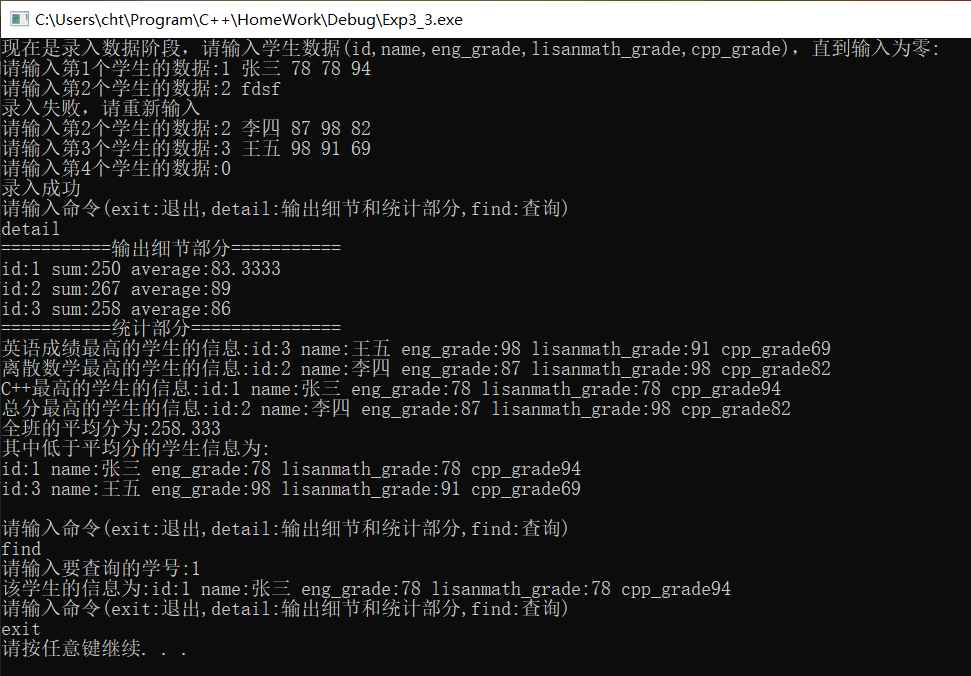 C:\Users\cht\Program\C++\HomeWork\Debug\Exp3_3.exe
现在是录入数据阶段，请输入学生数据(id,name,eng_grade,lisanmath_grade,cpp_grade)，直到输入为零:
请输入第1个学生的数据:1 张三 78 78 94
请输入第2个学生的数据:2 fdsf
录入失败，请重新输入
请输入第2个学生的数据:2 李四 87 98 82
请输入第3个学生的数据:3 王五 98 91 69
请输入第4个学生的数据:0
录入成功
请输入命令(exit:退出,detail:输出细节和统计部分,find:查询)
detail
===========输出细节部分===========
id:1 sum:250 average:83.3333
id:2 sum:267 average:89
id:3 sum:258 average:86
===========统计部分===============
英语成绩最高的学生的信息:id:3 name:王五 eng_grade:98 lisanmath_grade:91 cpp_grade69
离散数学最高的学生的信息:id:2 name:李四 eng_grade:87 lisanmath_grade:98 cpp_grade82
C++最高的学生的信息:id:1 name:张三 eng_grade:78 lisanmath_grade:78 cpp_grade94
总分最高的学生的信息:id:2 name:李四 eng_grade:87 lisanmath_grade:98 cpp_grade82
全班的平均分为:258.333
其中低于平均分的学生信息为:
id:1 name:张三 eng_grade:78 lisanmath_grade:78 cpp_grade94
id:3 name:王五 eng_grade:98 lisanmath_grade:91 cpp_grade69
请输入命令(exit:退出,detail:输出细节和统计部分,find:查询)
find
请输入要查询的学号:1
该学生的信息为:id:1 name:张三 eng_grade:78 lisanmath_grade:78 cpp_grade94
请输入命令(exit:退出,detail:输出细节和统计部分,find:查询)
exit
请按任意键继续. . .